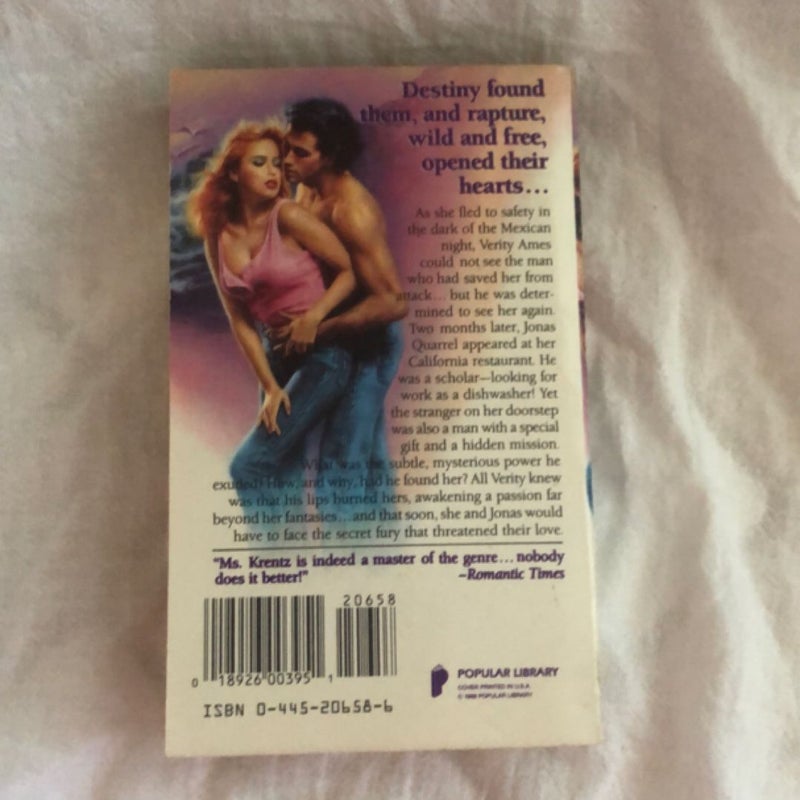 Destiny found
them, and rapture,
wild and free,
opened their
hearts...
As she fled to safety in
the dark of the Mexican
night, Verity Ames
could not see the man
who had saved her from
attack... but he was deter-
mined to see her again.
Two months later, Jonas
Quarrel appeared at her
California restaurant. He
was a scholar—looking for
work as a dishwasher! Yet
the stranger on her doorstep
was also a man with a special
gift and a hidden mission.
What was the subtle, mysterious power he
exuded? How, and why, had he found her? All Verity knew
was that his lips burned hers, awakening a passion far
beyond her fantasies...and that soon, she and Jonas would
have to face the secret fury that threatened their love.
"Ms. Krentz is indeed a master of the genre...nobody
does it better!" –Romantic Times
20658
0 18926 00395 1
ISBN 0-445-20658-6
POPULAR LIBRARY
COVER PRINTED IN U.S.A.
POPULAR LIBRARY